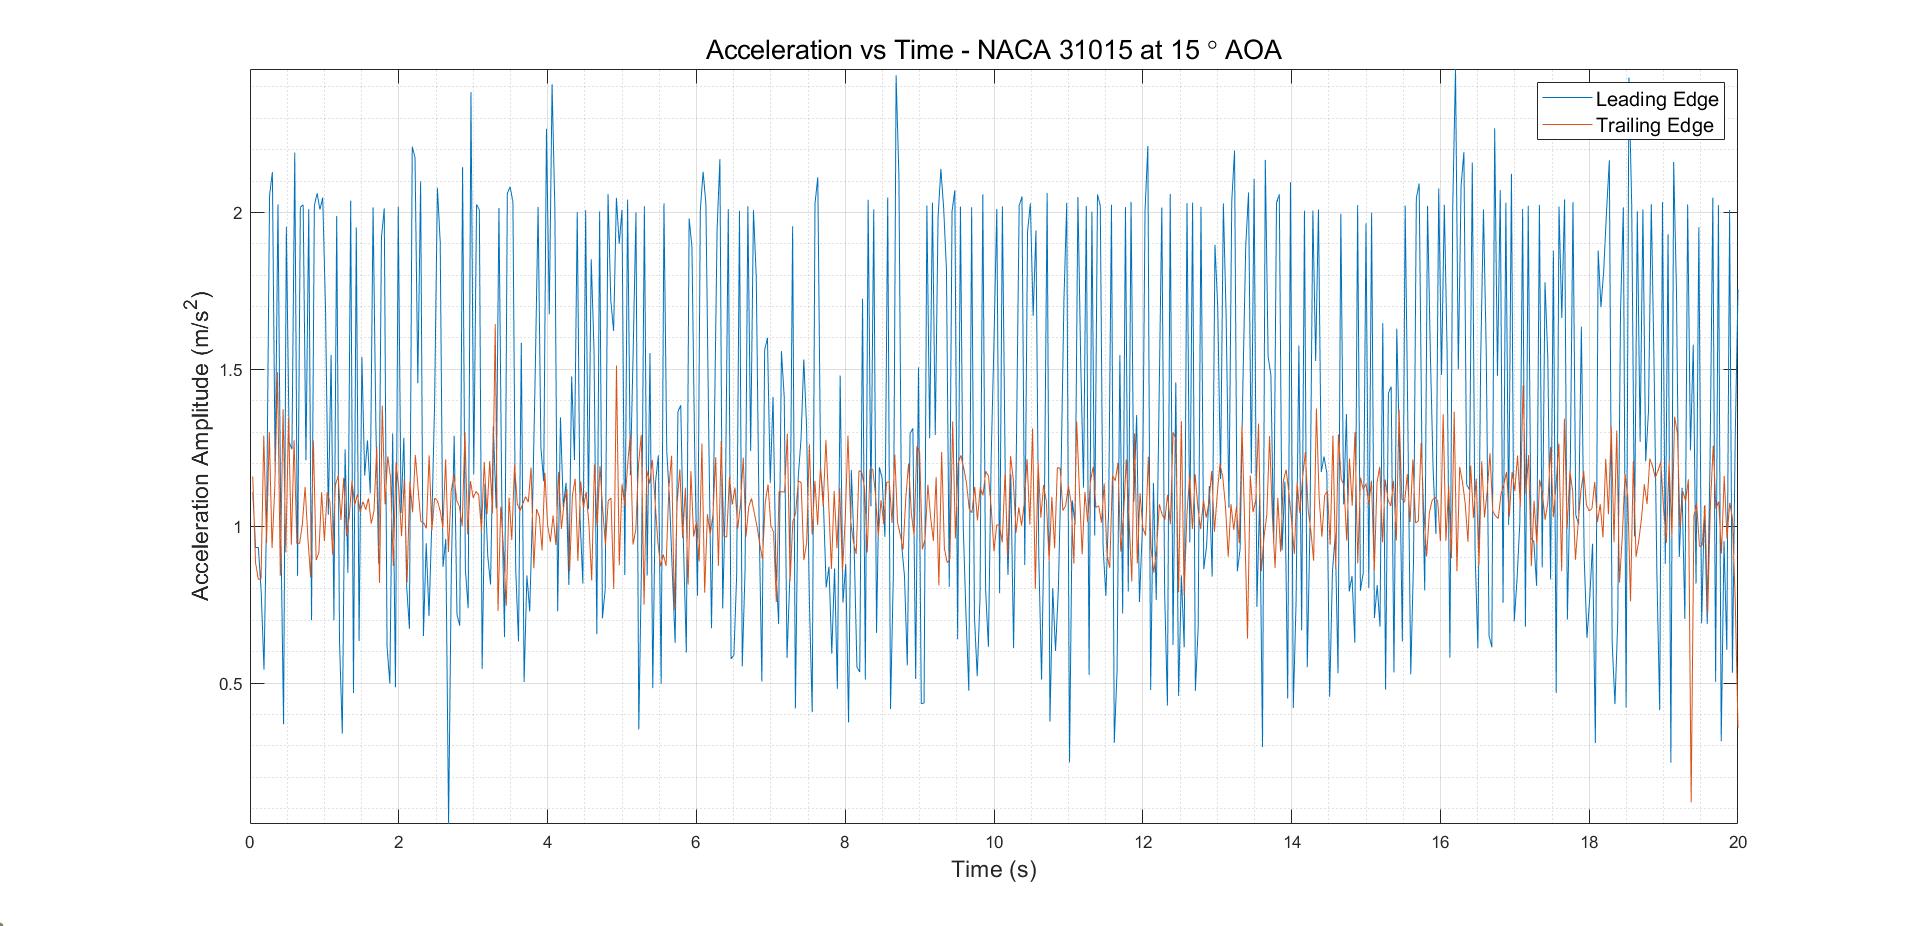 Acceleration vs Time - NACA 31015 at 15 ° AOA
Leading Edge
Trailing Edge
Acceleration Amplitude (m/s²)
2
1.5
1
0.5
0 2 4 6 8 10 12 14 16 18 20
Time (s)